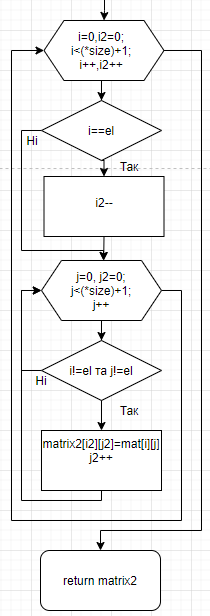 i=0,i2=0;
i<(*size)+1;
i++,i2++
i==el
Ні
Так
i2--
j=0, j2=0;
j<(*size)+1;
j++
i!=el та j!=el
Ні
Так
matrix2[i2][j2]=mat[i][j]
j2++
return matrix2